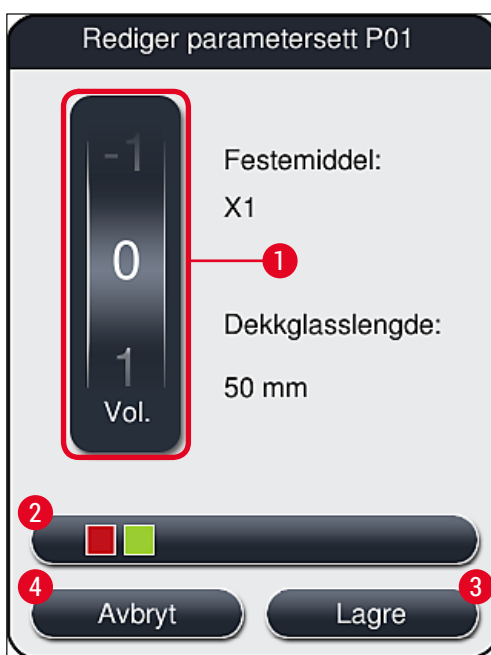 Rediger parametersett P01
-1
0
1
Vol.
1
Festemiddel:
X1
Dekkglasslengde:
50 mm
2
4
Avbryt
Lagre
3